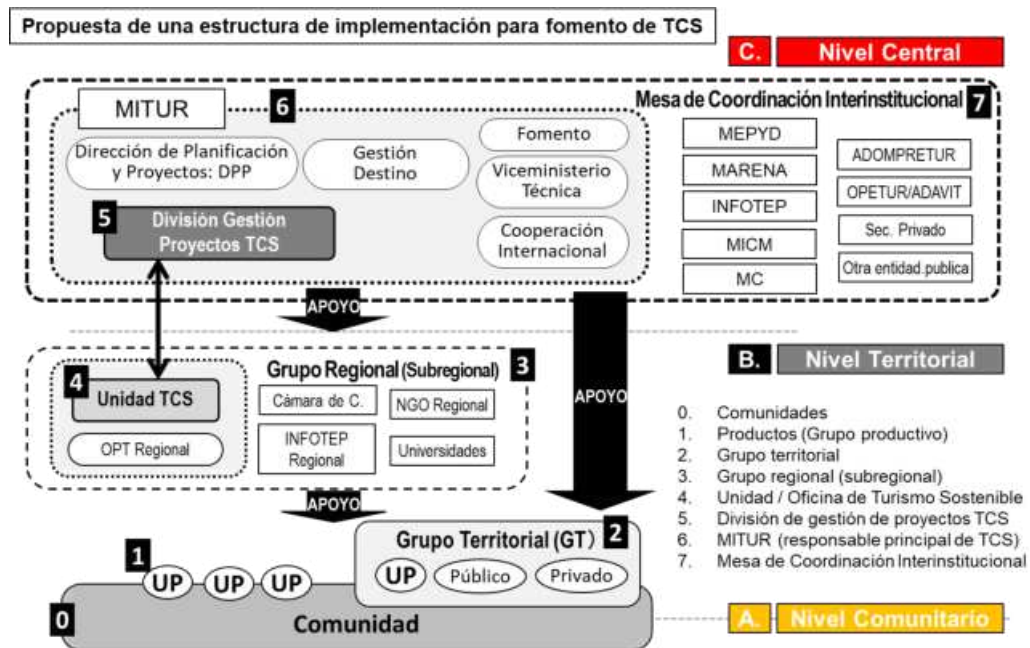 Propuesta de una estructura de implementación para fomento de TCS
C. Nivel Central
MITUR
6
Mesa de Coordinación Interinstitucional 7
Dirección de Planificación
y Proyectos: DPP
Gestión
Destino
Fomento
Viceministerio
Técnica
Cooperación
Internacional
5
División Gestión
Proyectos TCS
MEPYD
MARENA
INFOTEP
MICM
MC
ADOMPRETUR
OPETUR/ADAVIT
Sec. Privado
Otra entidad.publica
APOYO
APOYO
B. Nivel Territorial
Grupo Regional (Subregional) 3
4
Unidad TCS
OPT Regional
Cámara de C.
NGO Regional
INFOTEP
Regional
Universidades
APOYO
0. Comunidades
1. Productos (Grupo productivo)
2. Grupo territorial
3. Grupo regional (subregional)
4. Unidad / Oficina de Turismo Sostenible
5. División de gestión de proyectos TCS
6. MITUR (responsable principal de TCS)
7. Mesa de Coordinación Interinstitucional
Grupo Territorial (GT) 2
UP Público Privado
1
UP UP UP
0
Comunidad
A. Nivel Comunitario